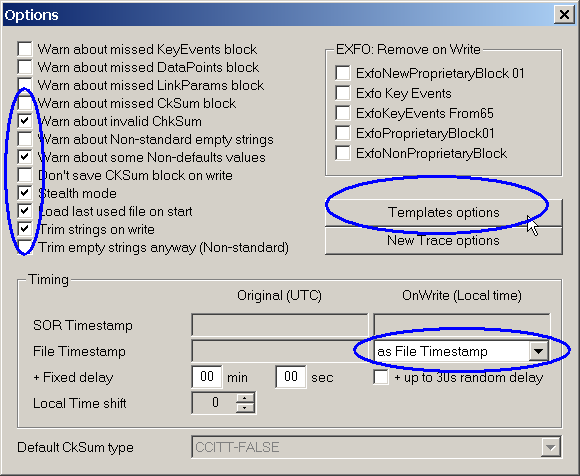 Options
Warn about missed KeyEvents block
Warn about missed DataPoints block
Warn about missed LinkParams block
Warn about missed CkSum block
Warn about invalid ChkSum
Warn about Non-standard empty strings
Warn about some Non-defaults values
Don't save CKSum block on write
Stealth mode
Load last used file on start
Trim strings on write
Trim empty strings anyway (Non-standard)
EXFO: Remove on Write
ExfoNewProprietaryBlock 01
Exfo Key Events
ExfoKeyEvents From65
ExfoProprietaryBlock01
ExfoNonProprietaryBlock
Templates options
New Trace options
Timing
Original (UTC) OnWrite (Local time)
SOR Timestamp
File Timestamp as File Timestamp
+ Fixed delay 00 min 00 sec + up to 30s random delay
Local Time shift 0
Default CkSum type CCITT-FALSE